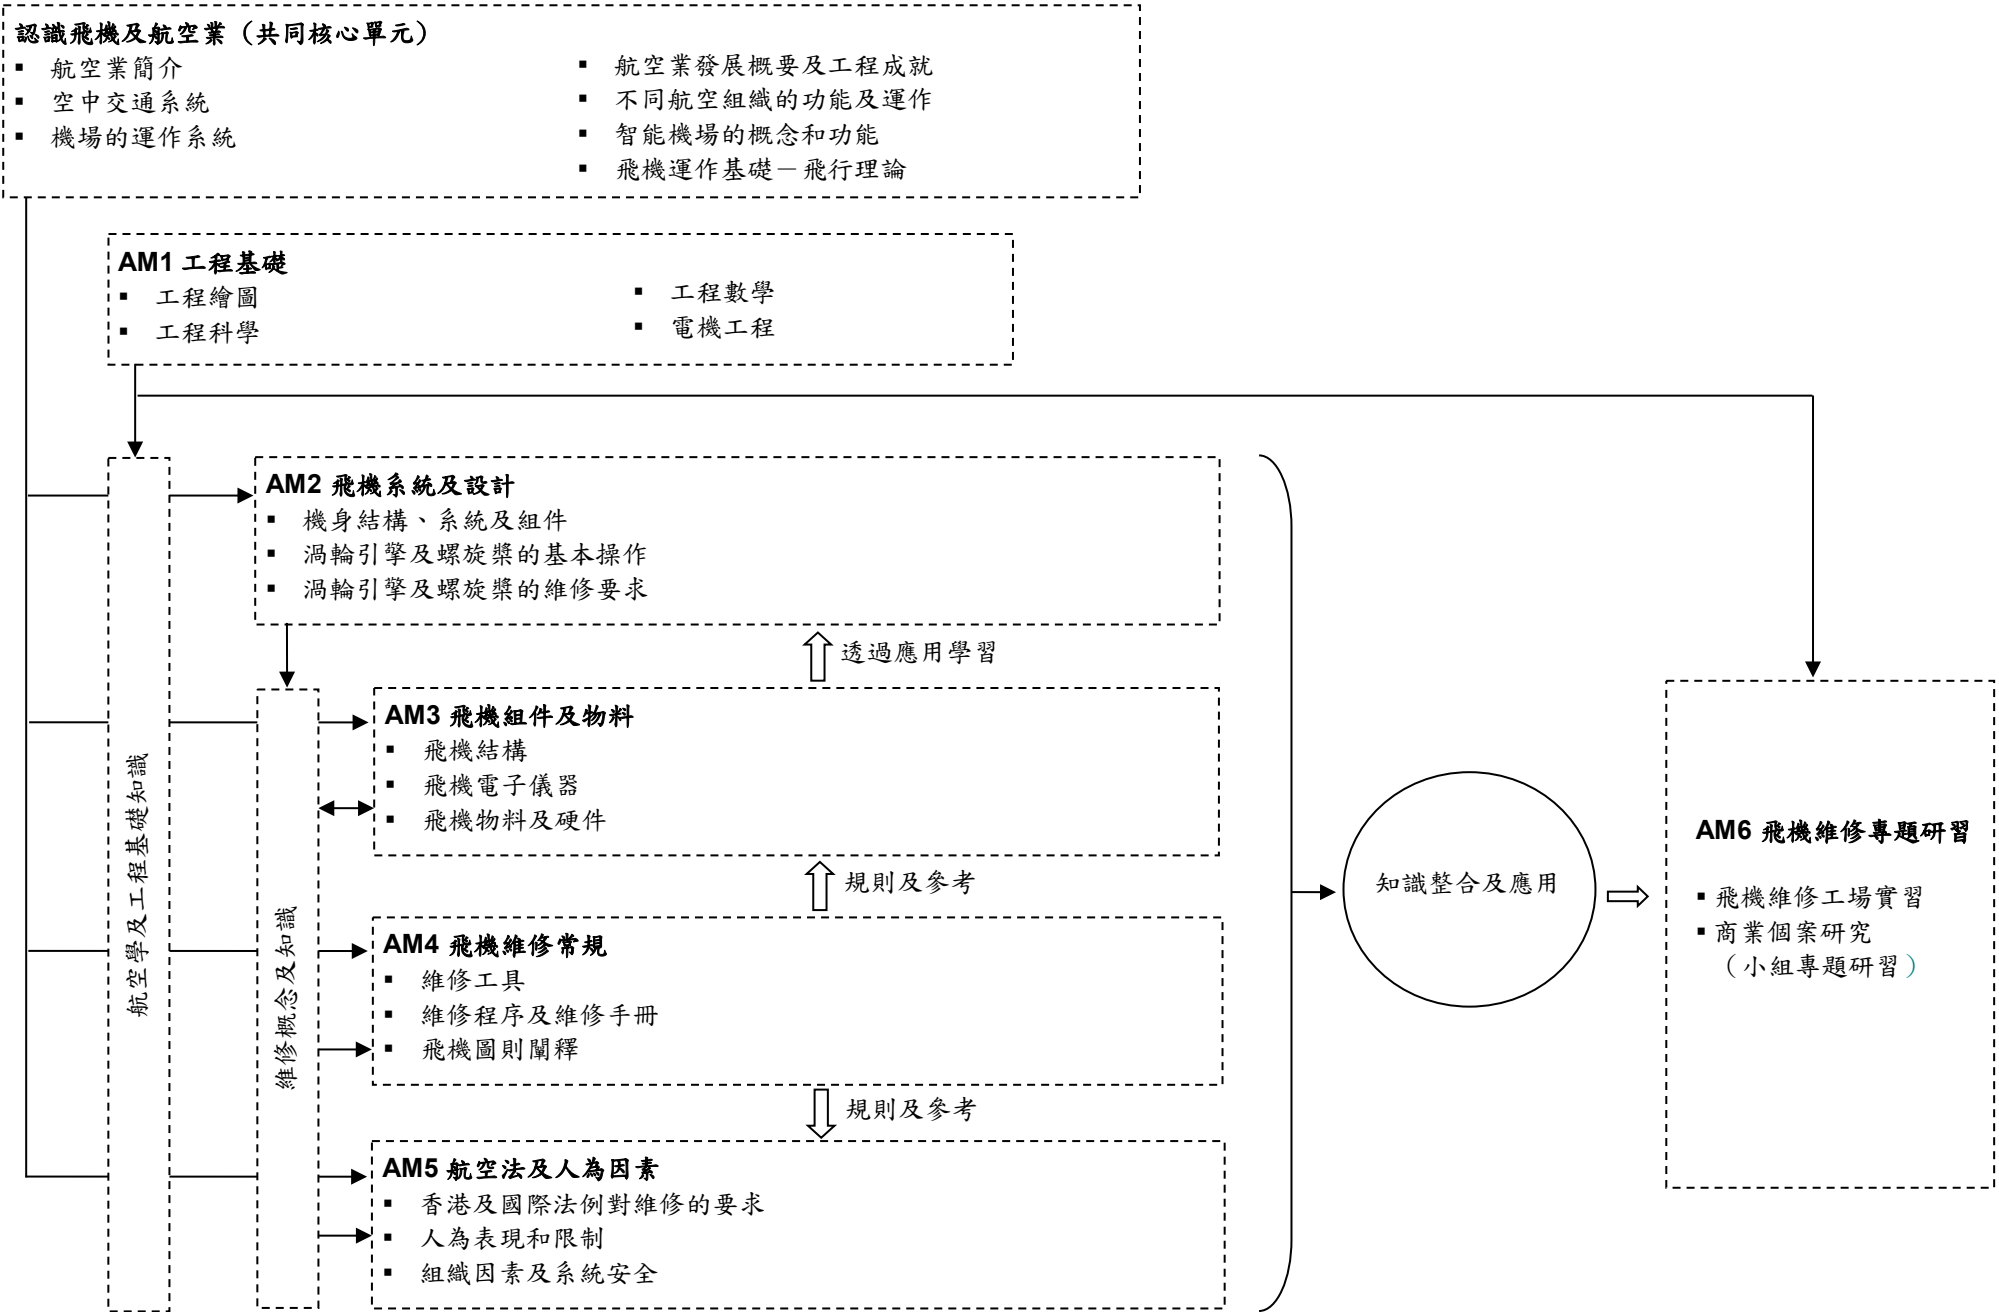 認識飛機及航空業（共同核心單元）
▪ 航空業簡介
▪ 空中交通系統
▪ 機場的運作系統
▪ 航空業發展概要及工程成就
▪ 不同航空組織的功能及運作
▪ 智能機場的概念和功能
▪ 飛機運作基礎－飛行理論
AM1 工程基礎
▪ 工程繪圖
▪ 工程科學
▪ 工程數學
▪ 電機工程
航空學及工程基礎知識
AM2 飛機系統及設計
▪ 機身結構、系統及組件
▪ 渦輪引擎及螺旋槳的基本操作
▪ 渦輪引擎及螺旋槳的維修要求
透過應用學習
維修概念及知識
AM3 飛機組件及物料
▪ 飛機結構
▪ 飛機電子儀器
▪ 飛機物料及硬件
規則及參考
AM4 飛機維修常規
▪ 維修工具
▪ 維修程序及維修手冊
▪ 飛機圖則闡釋
規則及參考
AM5 航空法及人為因素
▪ 香港及國際法例對維修的要求
▪ 人為表現和限制
▪ 組織因素及系統安全
知識整合及應用
AM6 飛機維修專題研習
▪ 飛機維修工場實習
▪ 商業個案研究
（小組專題研習）